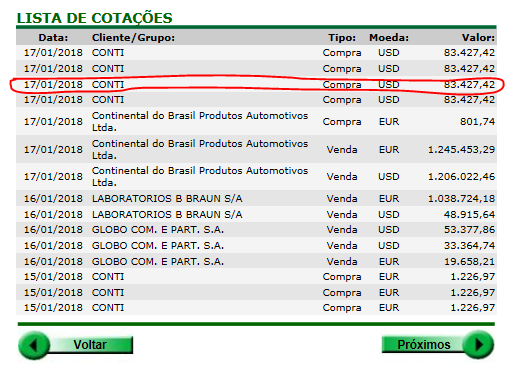 LISTA DE COTAÇÕES
Data: Cliente/Grupo: Tipo: Moeda: Valor:
17/01/2018 CONTI Compra USD 83.427,42
17/01/2018 CONTI Compra USD 83.427,42
17/01/2018 CONTI Compra USD 83.427,42
17/01/2018 CONTI Compra USD 83.427,42
17/01/2018 Continental do Brasil Produtos Automotivos Ltda. Compra EUR 801,74
17/01/2018 Continental do Brasil Produtos Automotivos Ltda. Venda EUR 1.245.453,29
17/01/2018 Continental do Brasil Produtos Automotivos Ltda. Venda USD 1.206.022,46
16/01/2018 LABORATORIOS B BRAUN S/A Venda EUR 1.038.724,18
16/01/2018 LABORATORIOS B BRAUN S/A Venda USD 48.915,64
16/01/2018 GLOBO COM. E PART. S.A. Venda USD 53.377,86
16/01/2018 GLOBO COM. E PART. S.A. Venda USD 33.364,74
16/01/2018 GLOBO COM. E PART. S.A. Venda EUR 19.658,21
15/01/2018 CONTI Compra EUR 1.226,97
15/01/2018 CONTI Compra EUR 1.226,97
15/01/2018 CONTI Compra EUR 1.226,97
Voltar Próximos